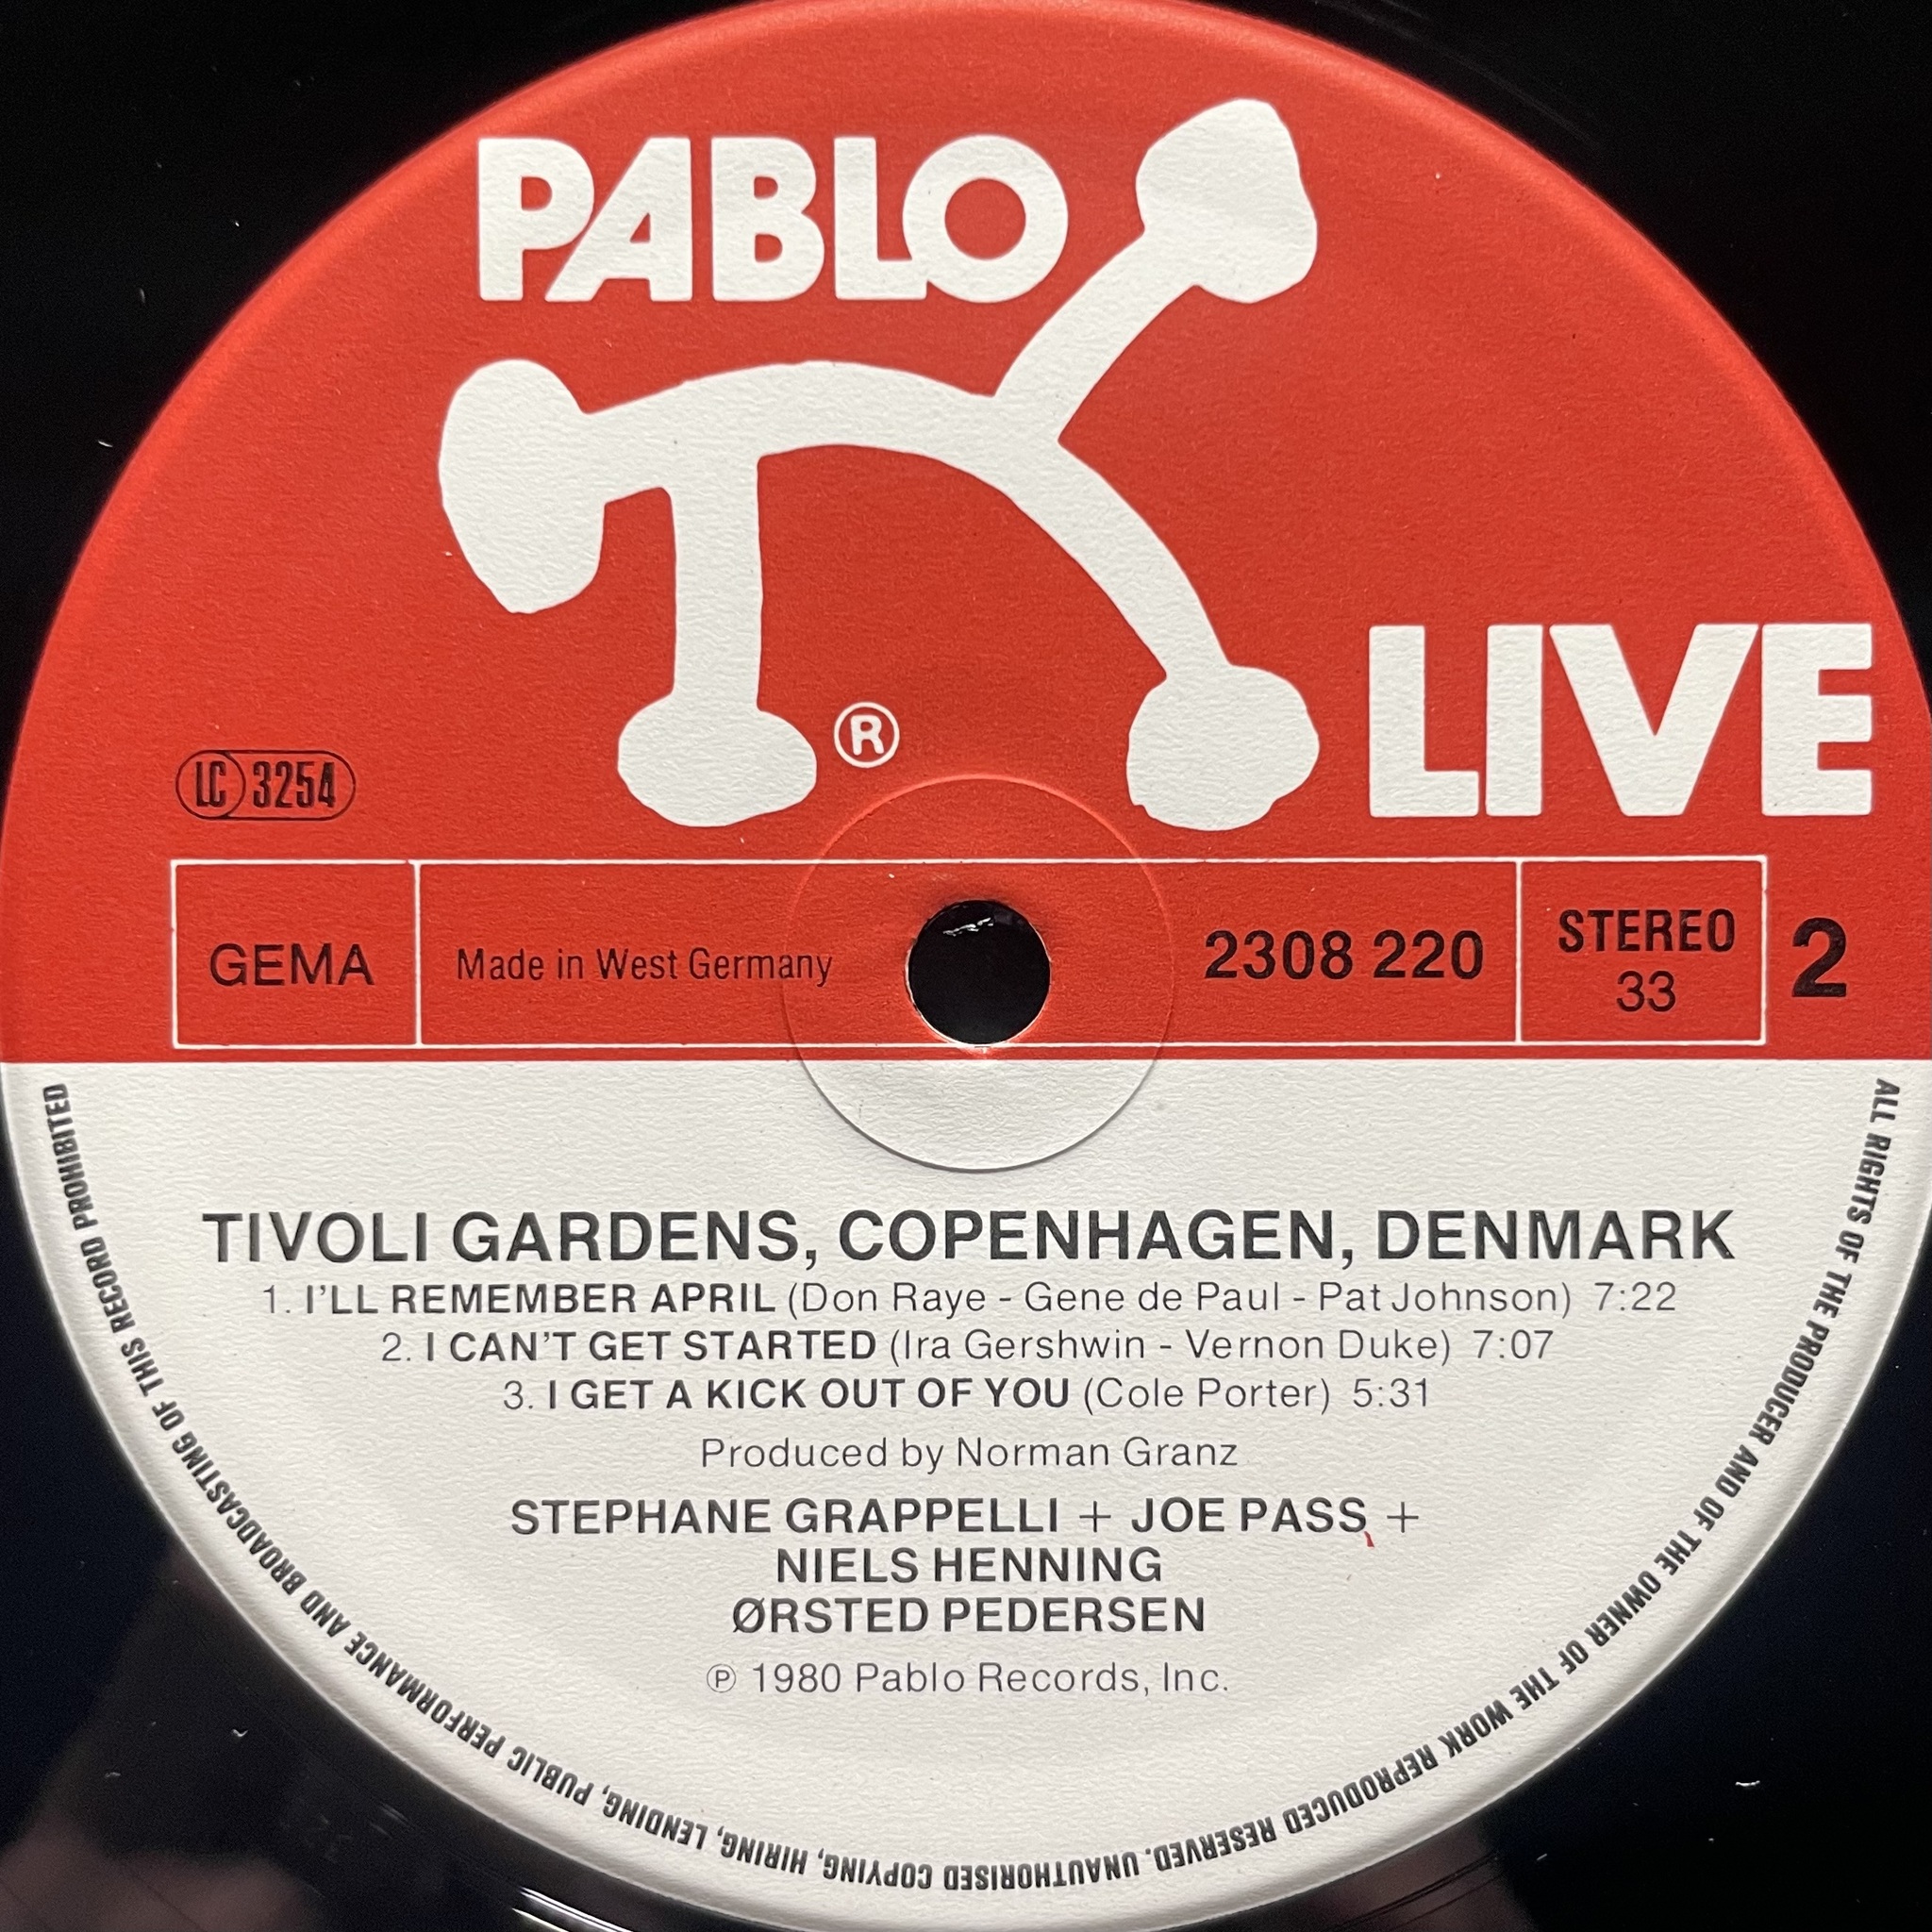 PABLO
LIVE
®
LC 3254
GEMA
Made in West Germany
2308 220
STEREO
33
2
TIVOLI GARDENS, COPENHAGEN, DENMARK
1. I'LL REMEMBER APRIL (Don Raye - Gene de Paul - Pat Johnson) 7:22
2. I CAN'T GET STARTED (Ira Gershwin - Vernon Duke) 7:07
3. I GET A KICK OUT OF YOU (Cole Porter) 5:31
Produced by Norman Granz
STEPHANE GRAPPELLI + JOE PASS +
NIELS HENNING
ØRSTED PEDERSEN
℗ 1980 Pablo Records, Inc.
ALL RIGHTS OF THE PRODUCER AND OF THE OWNER OF THE WORK REPRODUCED RESERVED. UNAUTHORISED COPYING, HIRING, LENDING, PUBLIC PERFORMANCE AND BROADCASTING OF THIS RECORD PROHIBITED